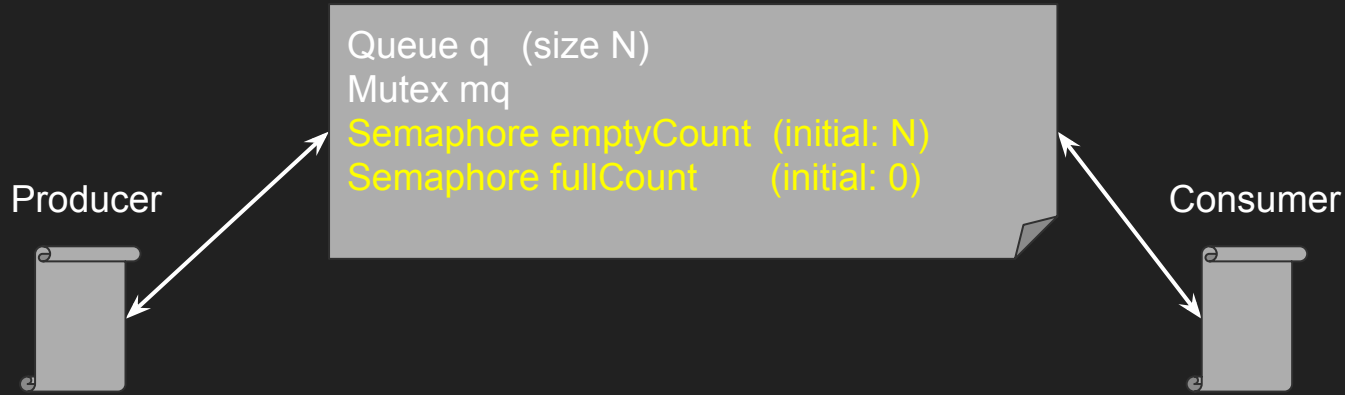 Queue q (size N)
Mutex mq
Semaphore emptyCount (initial: N)
Semaphore fullCount (initial: 0)
Producer
Consumer